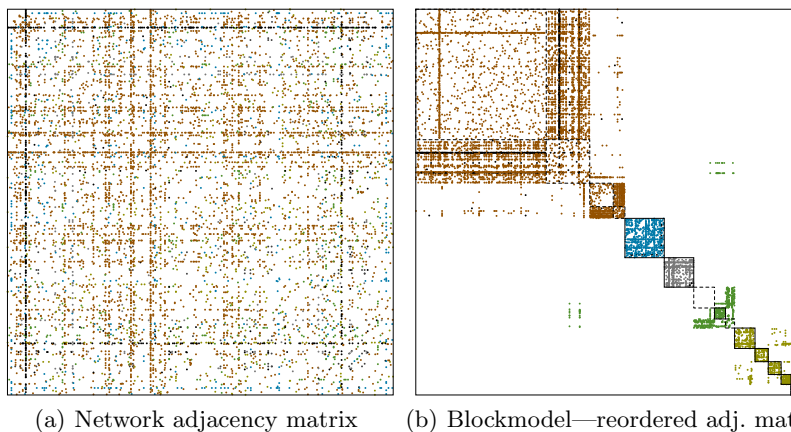 (a) Network adjacency matrix
(b) Blockmodel—reordered adj. mat